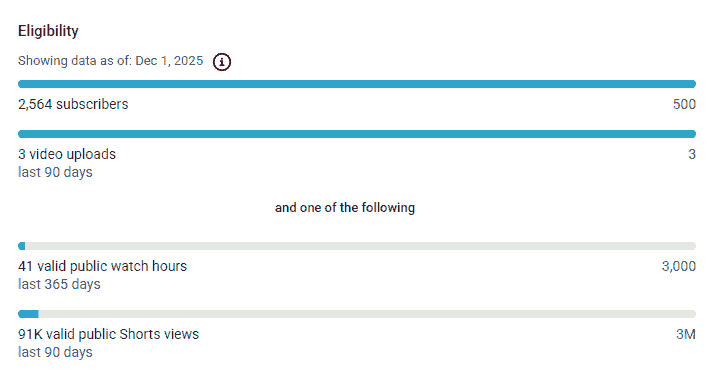 Eligibility
Showing data as of: Dec 1, 2025
2,564 subscribers 500
3 video uploads 3
last 90 days
and one of the following
41 valid public watch hours 3,000
last 365 days
91K valid public Shorts views 3M
last 90 days